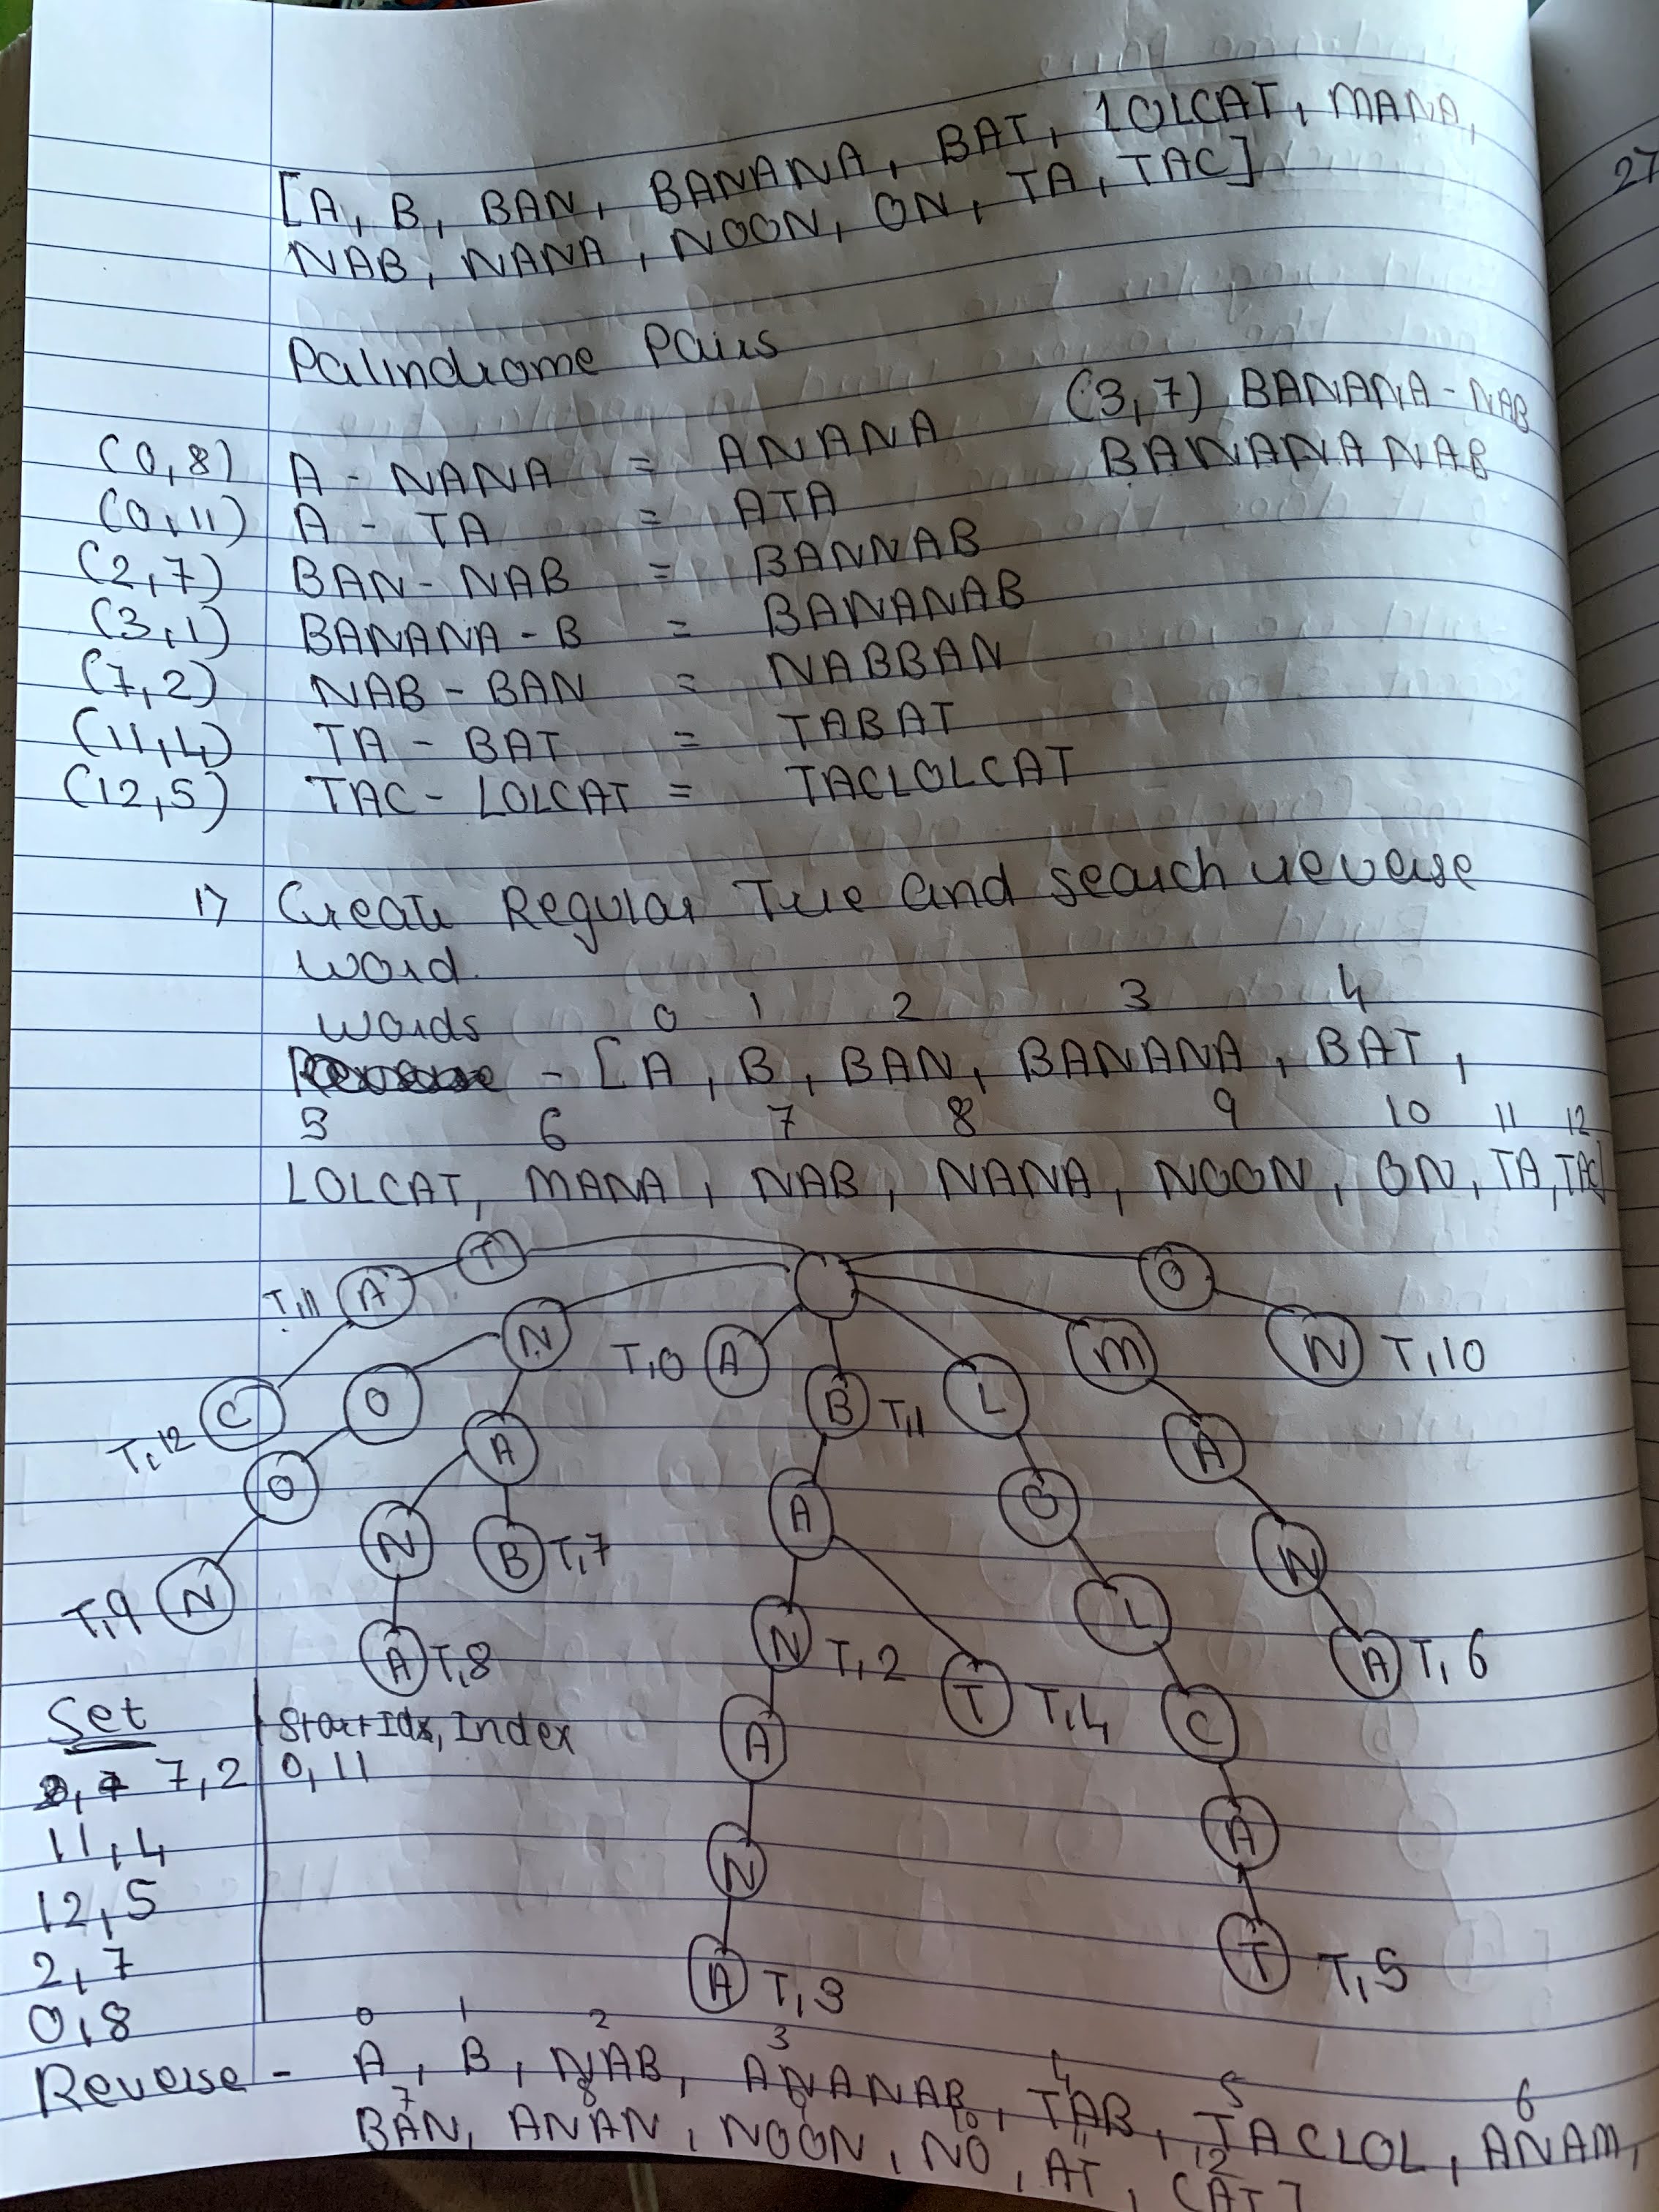 [A, B, BAN, BANANA, BAT, LOLCAT, MANA,
NAB, NANA, NOON, ON, TA, TAC]
27
Palindrome Pairs
(0,8) A - NANA = ANANA
(3,7) BANANA - NAB
BANANANAB
(0,11) A - TA = ATA
(2,7) BAN - NAB = BANNAB
(3,1) BANANA - B = BANANAB
(7,2) NAB - BAN = NABBAN
(11,4) TA - BAT = TABAT
(12,5) TAC - LOLCAT = TACLOLCAT
1) Create Regular Trie and search reverse
word.
words 0 1 2 3 4
- [A, B, BAN, BANANA, BAT,
5 6 7 8 9 10 11 12
LOLCAT, MANA, NAB, NANA, NOON, ON, TA, TAC]
T O
T,11 A
N T,0 A M N T,10
T,12 C O A B T,1 L
A
O N B T,7 A O
T,9 N N
A T,8 N T,2 T T,4 L A T,6
Set StartIdx, Index A C
7,2 0,11
11,4 N A
12,5
2,7 A T,3 T T,5
0,8
0 1 2 3 4 5 6
Reverse - A, B, NAB, ANANAB, TAB, TACLOL, ANAM,
7 8 10 11 12
BAN, ANAN, NOON, NO, AT, CAT]